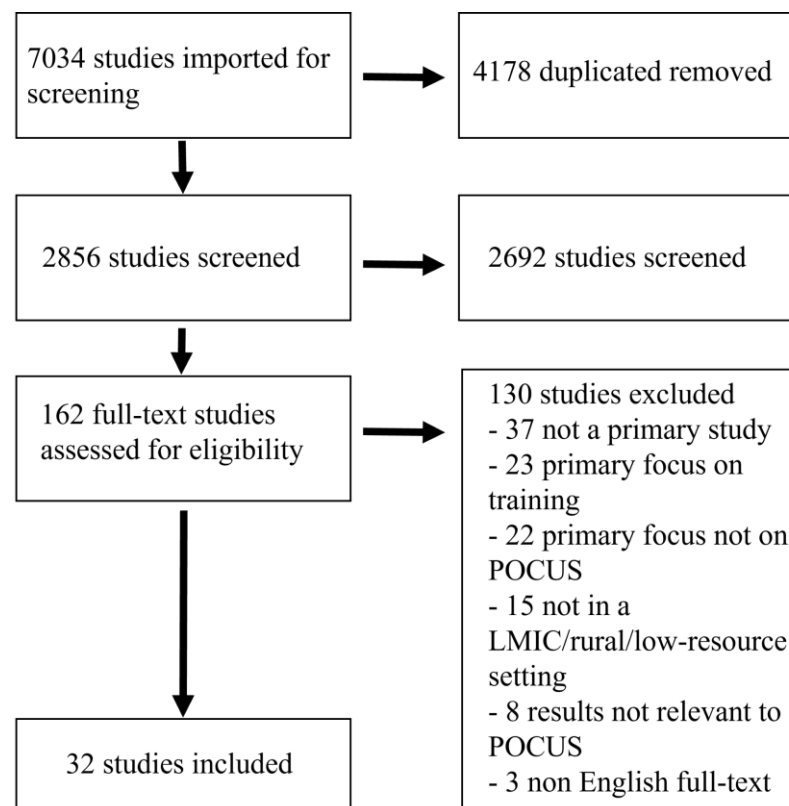 7034 studies imported for
screening
4178 duplicated removed
2856 studies screened
2692 studies screened
162 full-text studies
assessed for eligibility
130 studies excluded
- 37 not a primary study
- 23 primary focus on
training
- 22 primary focus not on
POCUS
- 15 not in a
LMIC/rural/low-resource
setting
- 8 results not relevant to
POCUS
- 3 non English full-text
32 studies included